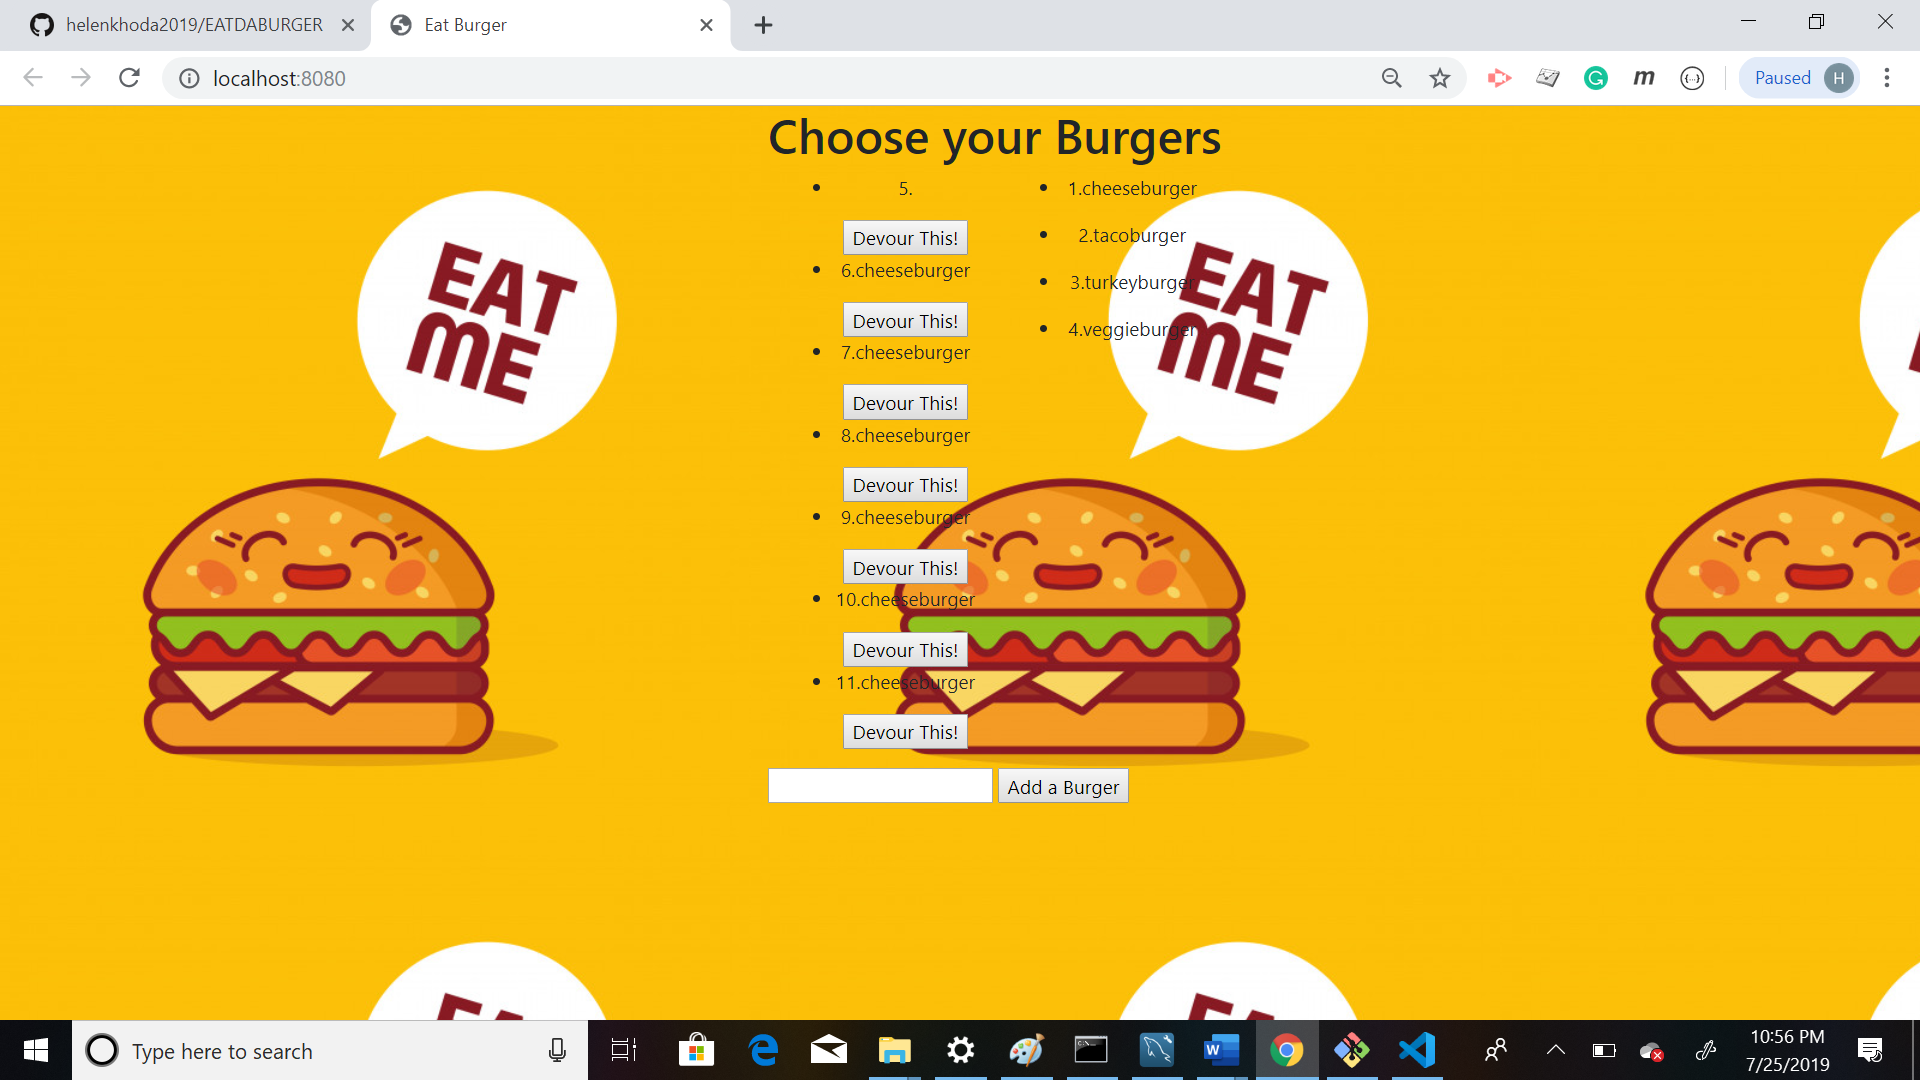 helenkhoda2019/EATDABURGER
Eat Burger
localhost:8080
Paused
H
Choose your Burgers
5.
Devour This!
6.cheeseburger
Devour This!
7.cheeseburger
Devour This!
8.cheeseburger
Devour This!
9.cheeseburger
Devour This!
10.cheeseburger
Devour This!
11.cheeseburger
Devour This!
1.cheeseburger
2.tacoburger
3.turkeyburger
4.veggieburger
Add a Burger
EAT
ME
EAT
ME
Type here to search
10:56 PM
7/25/2019